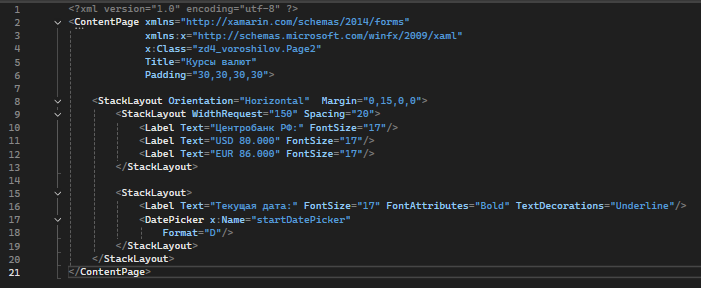 1 <?xml version="1.0" encoding="utf-8" ?>
2 <ContentPage xmlns="http://xamarin.com/schemas/2014/forms"
3 xmlns:x="http://schemas.microsoft.com/winfx/2009/xaml"
4 x:Class="zd4_voroshilov.Page2"
5 Title="Курсы валют"
6 Padding="30,30,30,30">
7
8 <StackLayout Orientation="Horizontal"  Margin="0,15,0,0">
9 <StackLayout WidthRequest="150" Spacing="20">
10 <Label Text="Центробанк РФ:" FontSize="17"/>
11 <Label Text="USD 80.000" FontSize="17"/>
12 <Label Text="EUR 86.000" FontSize="17"/>
13 </StackLayout>
14
15 <StackLayout>
16 <Label Text="Текущая дата:" FontSize="17" FontAttributes="Bold" TextDecorations="Underline"/>
17 <DatePicker x:Name="startDatePicker"
18 Format="D"/>
19 </StackLayout>
20 </StackLayout>
21 </ContentPage>